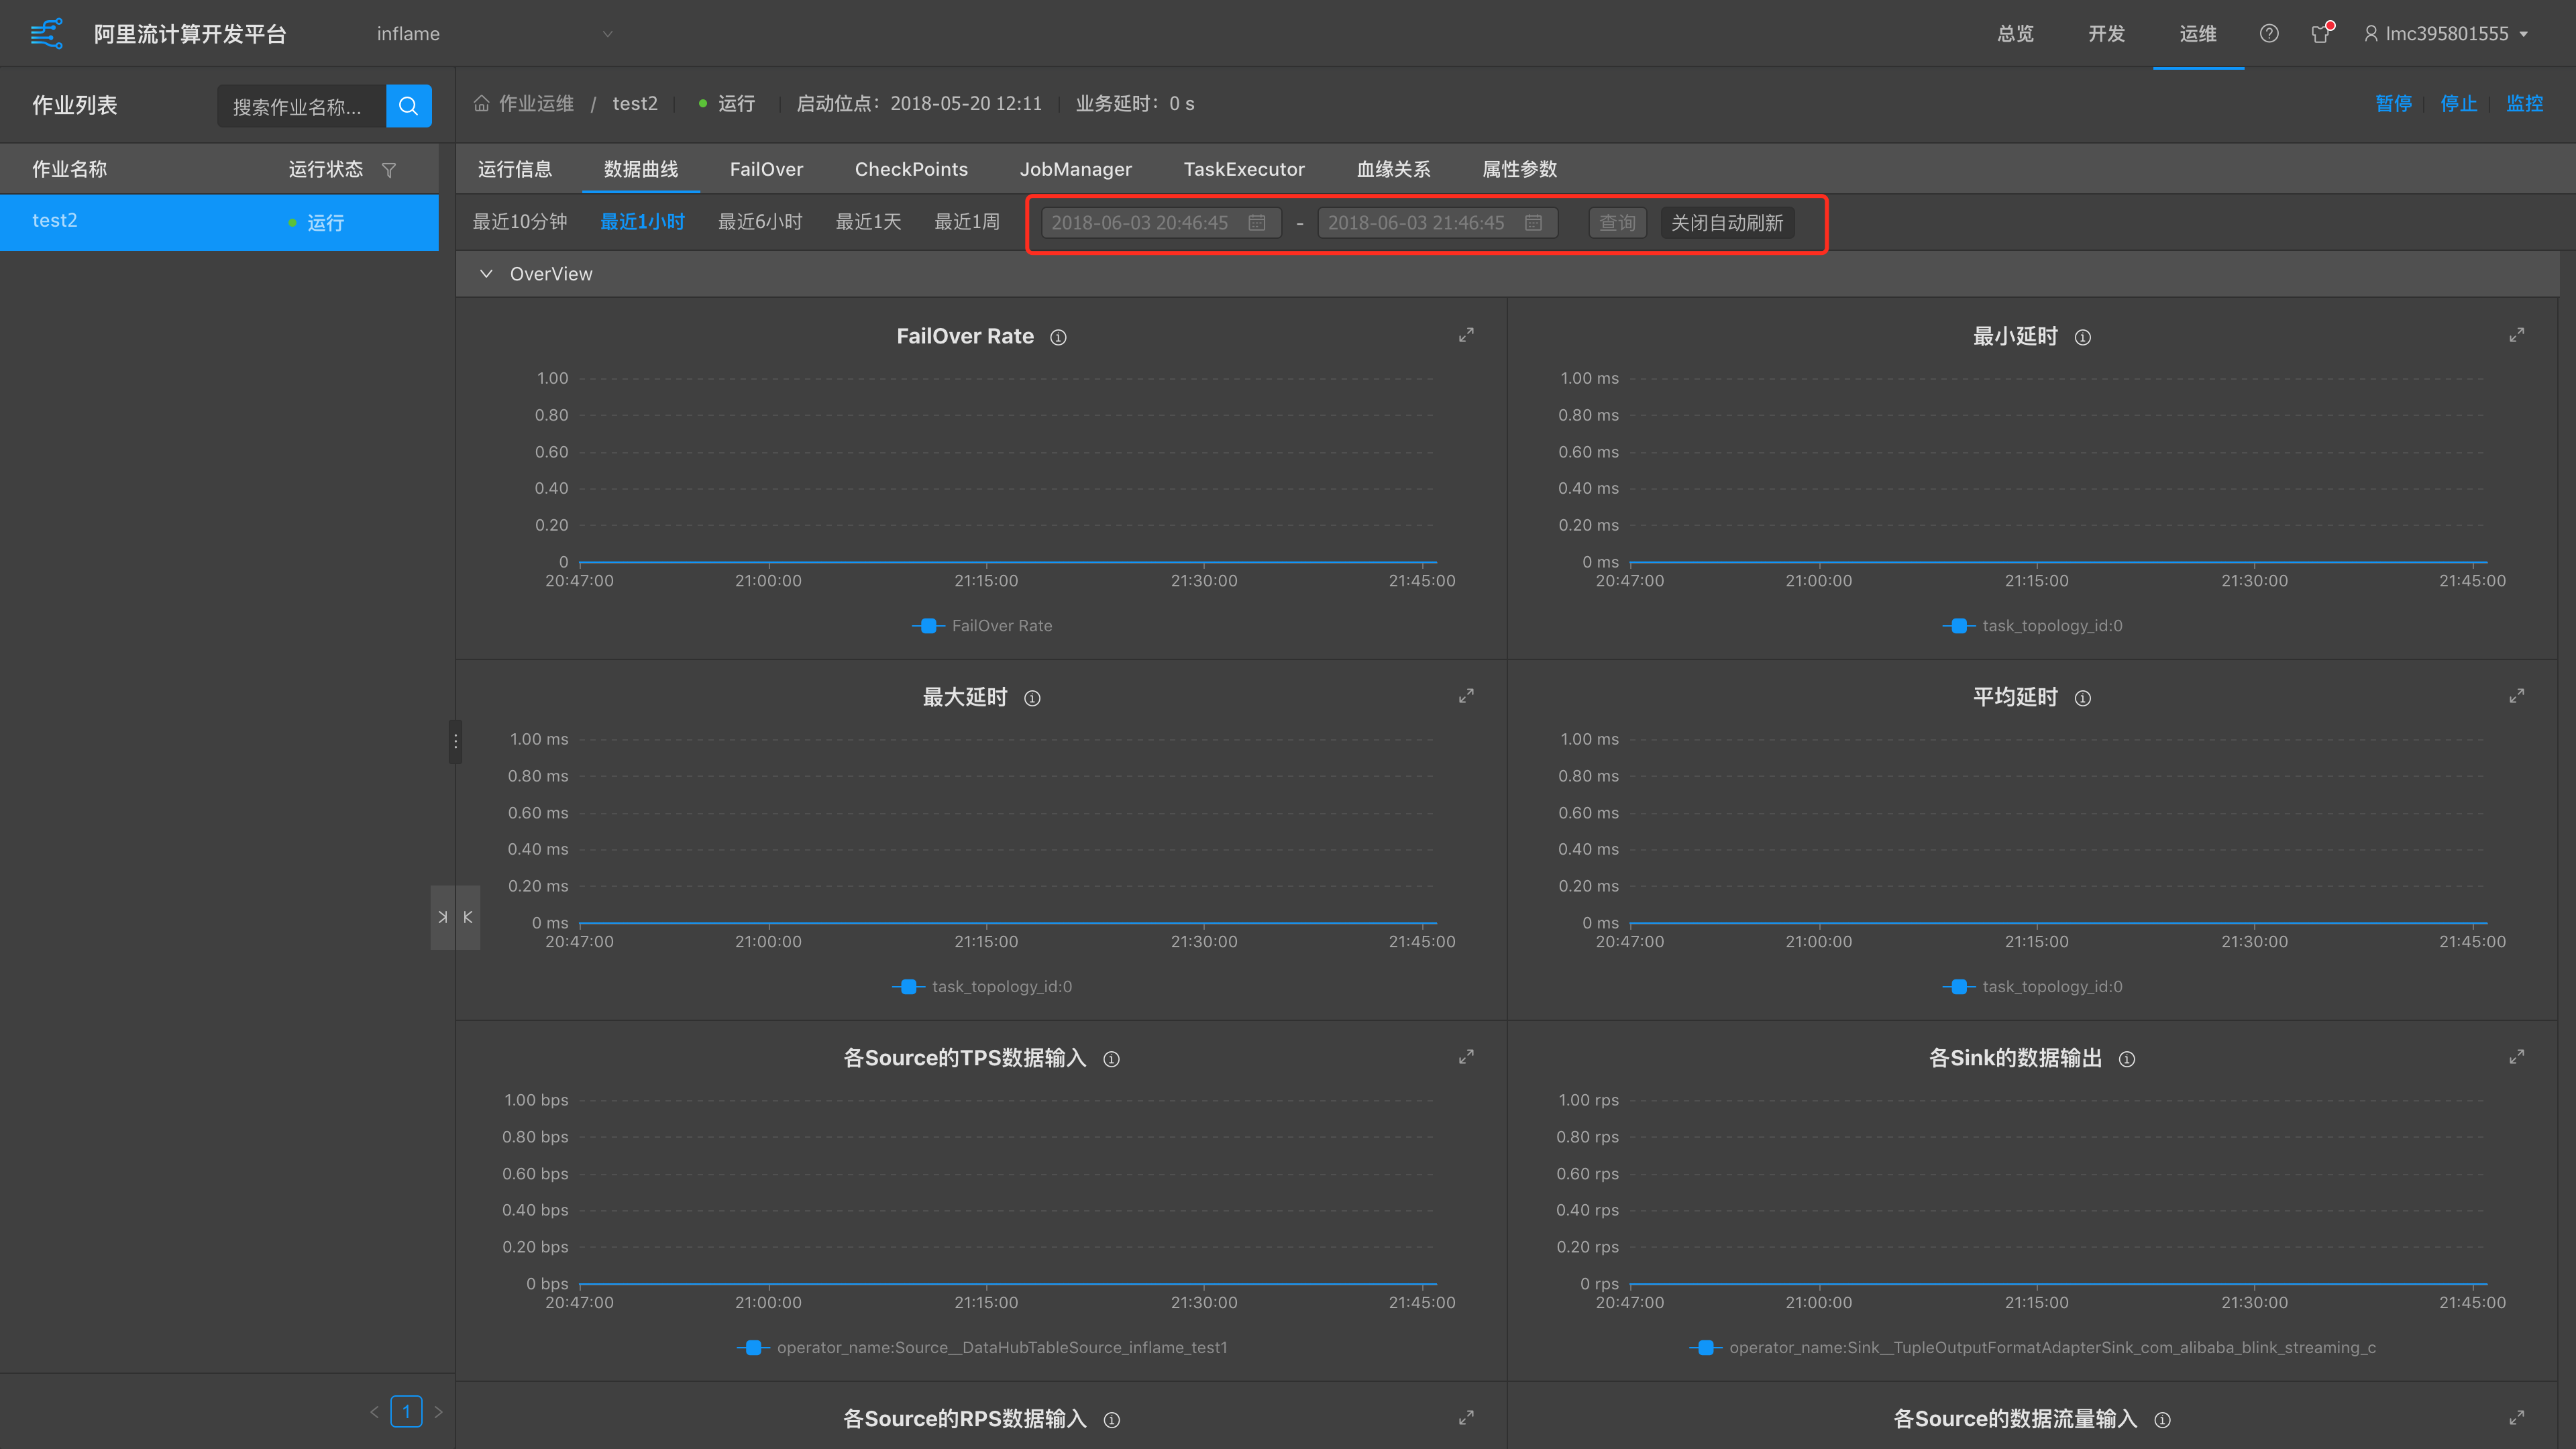 阿里流计算开发平台 inflame 总览 开发 运维 lmc395801555
作业列表 搜索作业名称... 作业运维 / test2 运行 启动位点：2018-05-20 12:11 业务延时：0 s 暂停 停止 监控
作业名称 运行状态 运行信息 数据曲线 FailOver CheckPoints JobManager TaskExecutor 血缘关系 属性参数
test2 运行 最近10分钟 最近1小时 最近6小时 最近1天 最近1周 2018-06-03 20:46:45 - 2018-06-03 21:46:45 查询 关闭自动刷新
OverView
FailOver Rate
1.00
0.80
0.60
0.40
0.20
0
20:47:00 21:00:00 21:15:00 21:30:00 21:45:00
FailOver Rate
最小延时
1.00 ms
0.80 ms
0.60 ms
0.40 ms
0.20 ms
0 ms
20:47:00 21:00:00 21:15:00 21:30:00 21:45:00
task_topology_id:0
最大延时
1.00 ms
0.80 ms
0.60 ms
0.40 ms
0.20 ms
0 ms
20:47:00 21:00:00 21:15:00 21:30:00 21:45:00
task_topology_id:0
平均延时
1.00 ms
0.80 ms
0.60 ms
0.40 ms
0.20 ms
0 ms
20:47:00 21:00:00 21:15:00 21:30:00 21:45:00
task_topology_id:0
各Source的TPS数据输入
1.00 bps
0.80 bps
0.60 bps
0.40 bps
0.20 bps
0 bps
20:47:00 21:00:00 21:15:00 21:30:00 21:45:00
operator_name:Source__DataHubTableSource_inflame_test1
各Sink的数据输出
1.00 rps
0.80 rps
0.60 rps
0.40 rps
0.20 rps
0 rps
20:47:00 21:00:00 21:15:00 21:30:00 21:45:00
operator_name:Sink__TupleOutputFormatAdapterSink_com_alibaba_blink_streaming_c
1
各Source的RPS数据输入
各Source的数据流量输入